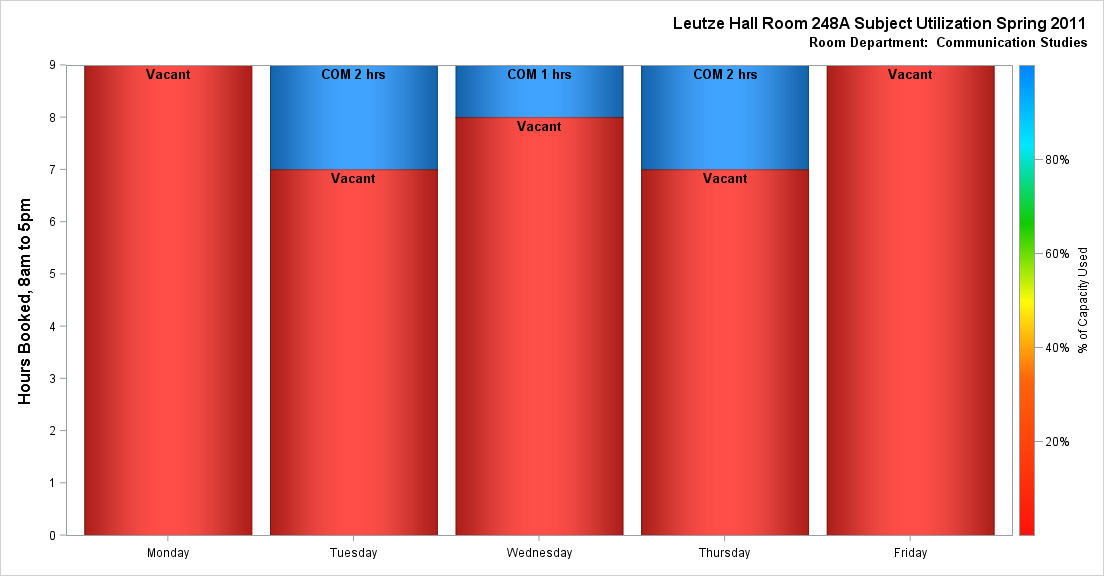 Leutze Hall Room 248A Subject Utilization Spring 2011
Room Department:  Communication Studies
Hours Booked, 8am to 5pm
9
8
7
6
5
4
3
2
1
0
Vacant
COM 2 hrs
Vacant
COM 1 hrs
Vacant
COM 2 hrs
Vacant
Vacant
Monday
Tuesday
Wednesday
Thursday
Friday
80%
60%
40%
20%
% of Capacity Used